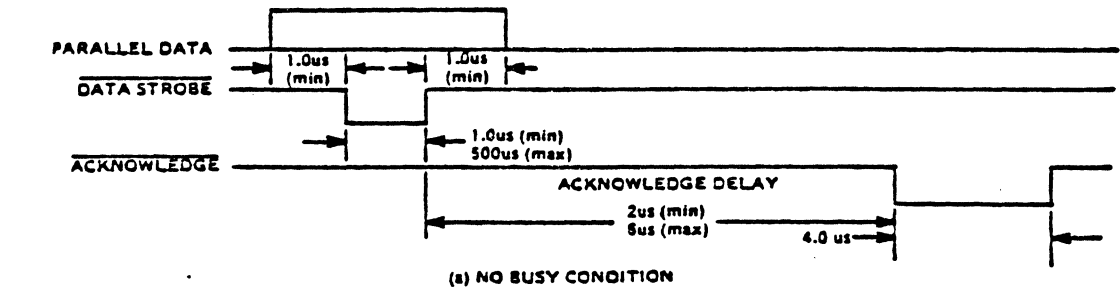 PARALLEL DATA
1.0us
(min)
1.0us
(min)
DATA STROBE
1.0us (min)
500us (max)
ACKNOWLEDGE
ACKNOWLEDGE DELAY
2us (min)
6us (max)
4.0 us
(a) NO BUSY CONDITION